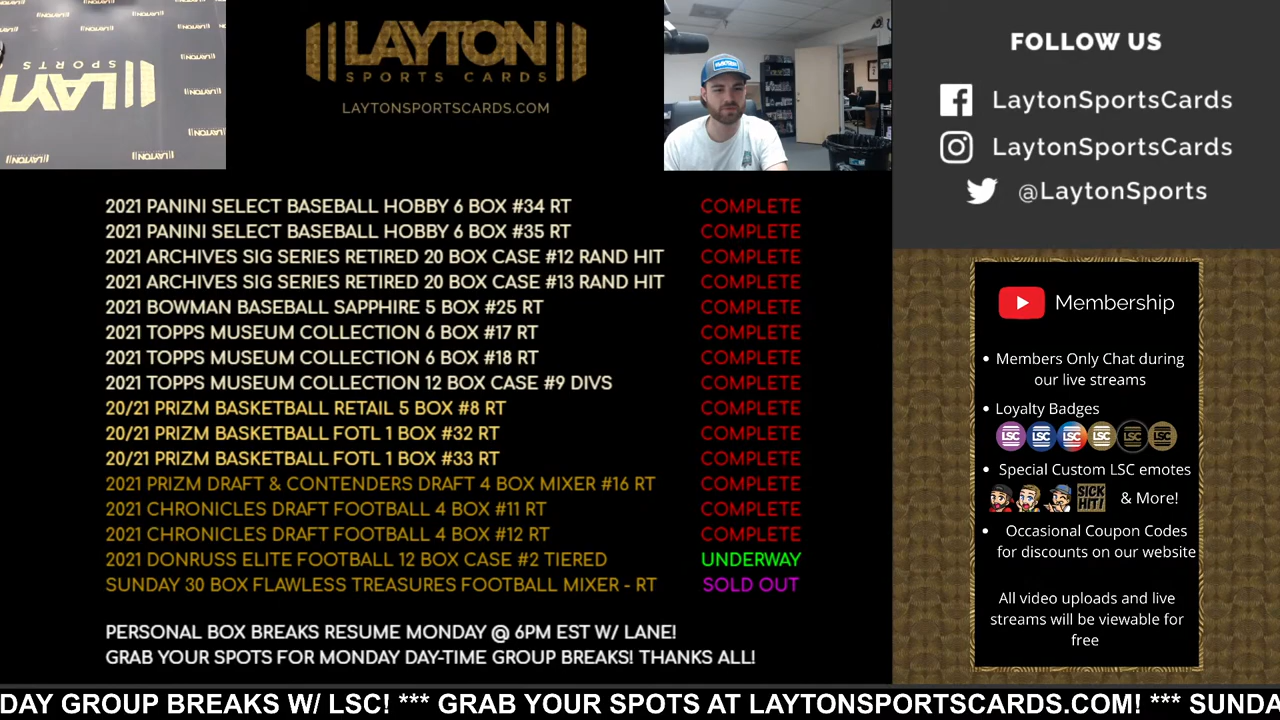 LAYTON
SPORTS CARDS
LAYTONSPORTSCARDS.COM
2021 PANINI SELECT BASEBALL HOBBY 6 BOX #34 RT COMPLETE
2021 PANINI SELECT BASEBALL HOBBY 6 BOX #35 RT COMPLETE
2021 ARCHIVES SIG SERIES RETIRED 20 BOX CASE #12 RAND HIT COMPLETE
2021 ARCHIVES SIG SERIES RETIRED 20 BOX CASE #13 RAND HIT COMPLETE
2021 BOWMAN BASEBALL SAPPHIRE 5 BOX #25 RT COMPLETE
2021 TOPPS MUSEUM COLLECTION 6 BOX #17 RT COMPLETE
2021 TOPPS MUSEUM COLLECTION 6 BOX #18 RT COMPLETE
2021 TOPPS MUSEUM COLLECTION 12 BOX CASE #9 DIVS COMPLETE
20/21 PRIZM BASKETBALL RETAIL 5 BOX #8 RT COMPLETE
20/21 PRIZM BASKETBALL FOTL 1 BOX #32 RT COMPLETE
20/21 PRIZM BASKETBALL FOTL 1 BOX #33 RT COMPLETE
2021 PRIZM DRAFT & CONTENDERS DRAFT 4 BOX MIXER #16 RT COMPLETE
2021 CHRONICLES DRAFT FOOTBALL 4 BOX #11 RT COMPLETE
2021 CHRONICLES DRAFT FOOTBALL 4 BOX #12 RT COMPLETE
2021 DONRUSS ELITE FOOTBALL 12 BOX CASE #2 TIERED UNDERWAY
SUNDAY 30 BOX FLAWLESS TREASURES FOOTBALL MIXER - RT SOLD OUT
PERSONAL BOX BREAKS RESUME MONDAY @ 6PM EST W/ LANE!
GRAB YOUR SPOTS FOR MONDAY DAY-TIME GROUP BREAKS! THANKS ALL!
FOLLOW US
LaytonSportsCards
LaytonSportsCards
@LaytonSports
Membership
• Members Only Chat during
our live streams
• Loyalty Badges
LSC LSC LSC LSC LSC LSC
• Special Custom LSC emotes
SICK
HIT!
& More!
• Occasional Coupon Codes
for discounts on our website
All video uploads and live
streams will be viewable for
free
DAY GROUP BREAKS W/ LSC! *** GRAB YOUR SPOTS AT LAYTONSPORTSCARDS.COM! *** SUNDA